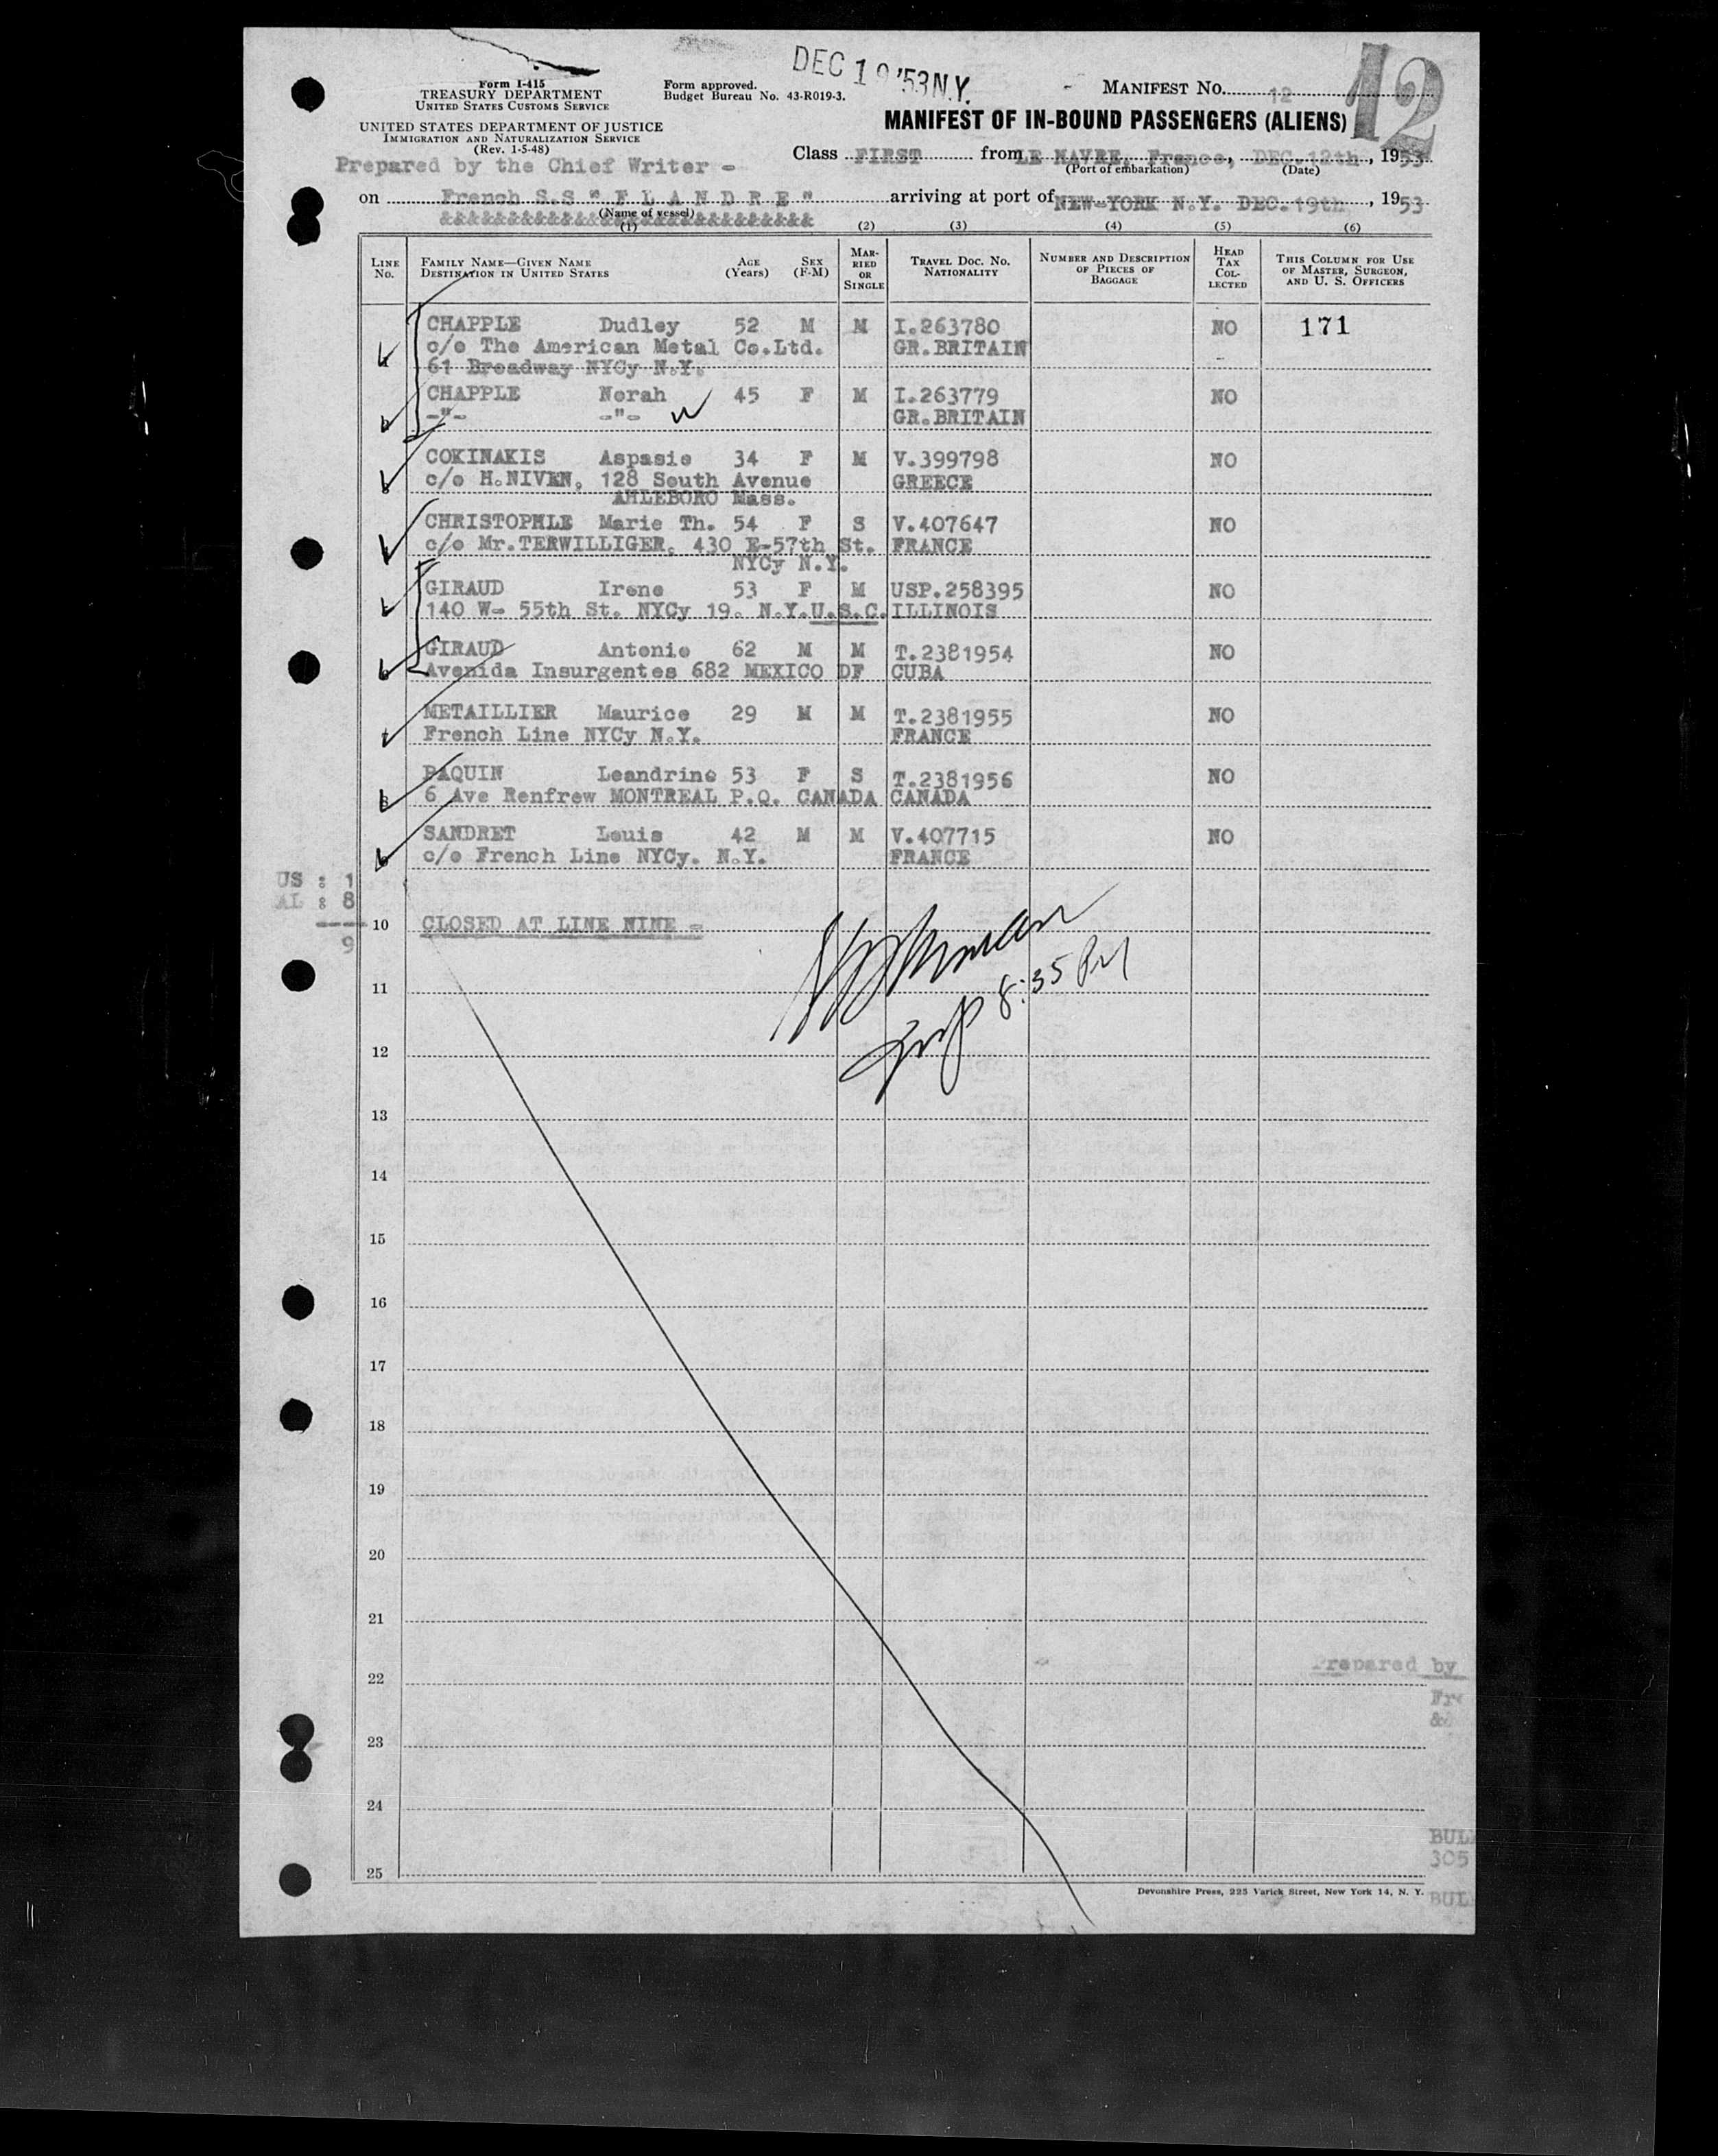 DEC 19 '53 N.Y.
12
Form I-415
TREASURY DEPARTMENT
UNITED STATES CUSTOMS SERVICE
UNITED STATES DEPARTMENT OF JUSTICE
IMMIGRATION AND NATURALIZATION SERVICE
(Rev. 1-5-48)
Form approved.
Budget Bureau No. 43-R019-3.
MANIFEST No. 12
MANIFEST OF IN-BOUND PASSENGERS (ALIENS)
Prepared by the Chief Writer -
Class FIRST from LE HAVRE, France, DEC.12th, 1953
(Port of embarkation) (Date)
on French S.S "F L A N D R E" arriving at port of NEW-YORK N.Y. DEC.19th, 1953
(Name of vessel)
&&&&&&&&&&&&&&&&&&&&&&&&&&&&
(1) (2) (3) (4) (5) (6)
LINE No. FAMILY NAME—GIVEN NAME DESTINATION IN UNITED STATES AGE (Years) SEX (F-M) MARRIED OR SINGLE TRAVEL DOC. NO. NATIONALITY NUMBER AND DESCRIPTION OF PIECES OF BAGGAGE HEAD TAX COLLECTED THIS COLUMN FOR USE OF MASTER, SURGEON, AND U. S. OFFICERS
CHAPPLE Dudley 52 M M I.263780 NO 171
c/o The American Metal Co.Ltd. GR.BRITAIN
61 Broadway NYCy N.Y.
CHAPPLE Norah 45 F M I.263779 NO
-"- -"- GR.BRITAIN
COKINAKIS Aspasie 34 F M V.399798 NO
c/o H.NIVEN, 128 South Avenue GREECE
AHLEBORO Mass.
CHRISTOPHLE Marie Th. 54 F S V.407647 NO
c/o Mr.TERWILLIGER. 430 E-57th St. FRANCE
NYCy N.Y.
GIRAUD Irene 53 F M USP.258395 NO
140 W- 55th St. NYCy 19. N.Y.U.S.C. ILLINOIS
GIRAUD Antonio 62 M M T.2381954 NO
Avenida Insurgentes 682 MEXICO DF CUBA
METAILLIER Maurice 29 M M T.2381955 NO
French Line NYCy N.Y. FRANCE
PAQUIN Leandrine 53 F S T.2381956 NO
8 6 Ave Renfrew MONTREAL P.Q. CANADA CANADA
SANDRET Louis 42 M M V.407715 NO
c/o French Line NYCy. N.Y. FRANCE
US : 1
AL : 8
9
10 CLOSED AT LINE NINE -
8:35 PM
11
12
13
14
15
16
17
18
19
20
21
22
Prepared by
23
24
BUL
305
25
Devonshire Press, 225 Varick Street, New York 14, N. Y.
BUL